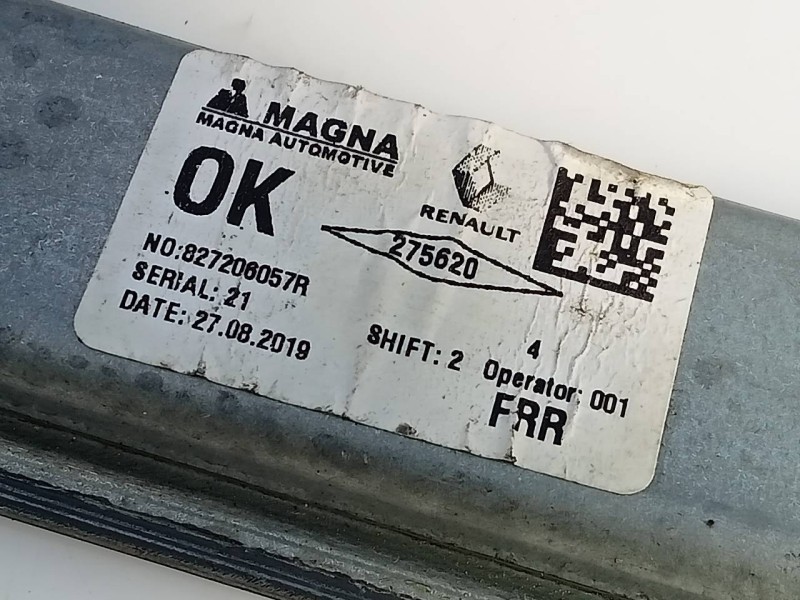 MAGNA
MAGNA AUTOMOTIVE
OK
RENAULT
275620
NO:827206057R
SERIAL: 21
DATE: 27.08.2019
SHIFT: 2
4
Operator: 001
FRR